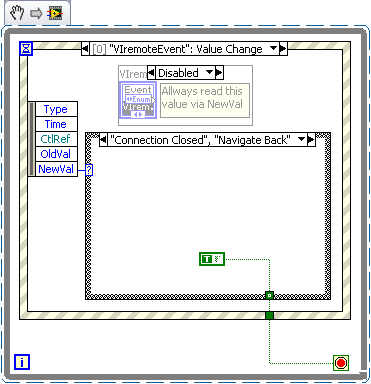 [0] "VIremoteEvent": Value Change
VIrem
Disabled
Event
Enum
VIrem.
Allways read this
value via NewVal
Type
Time
CtlRef
OldVal
NewVal
?
"Connection Closed", "Navigate Back"
T
i